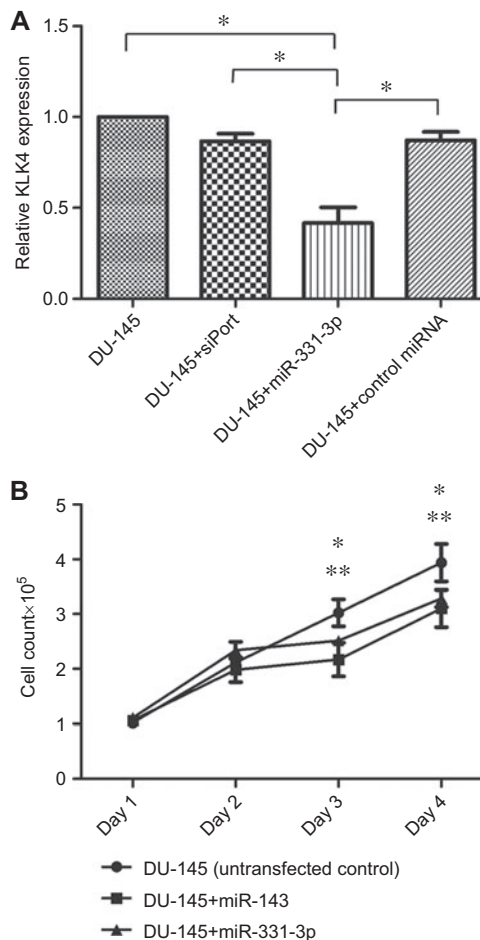 A
Relative KLK4 expression
1.5
1.0
0.5
0.0
*
*
*
DU-145
DU-145+siPort
DU-145+miR-331-3p
DU-145+control miRNA
B
Cell count×10⁵
5
4
3
2
1
0
*
**
*
**
Day 1
Day 2
Day 3
Day 4
DU-145 (untransfected control)
DU-145+miR-143
DU-145+miR-331-3p